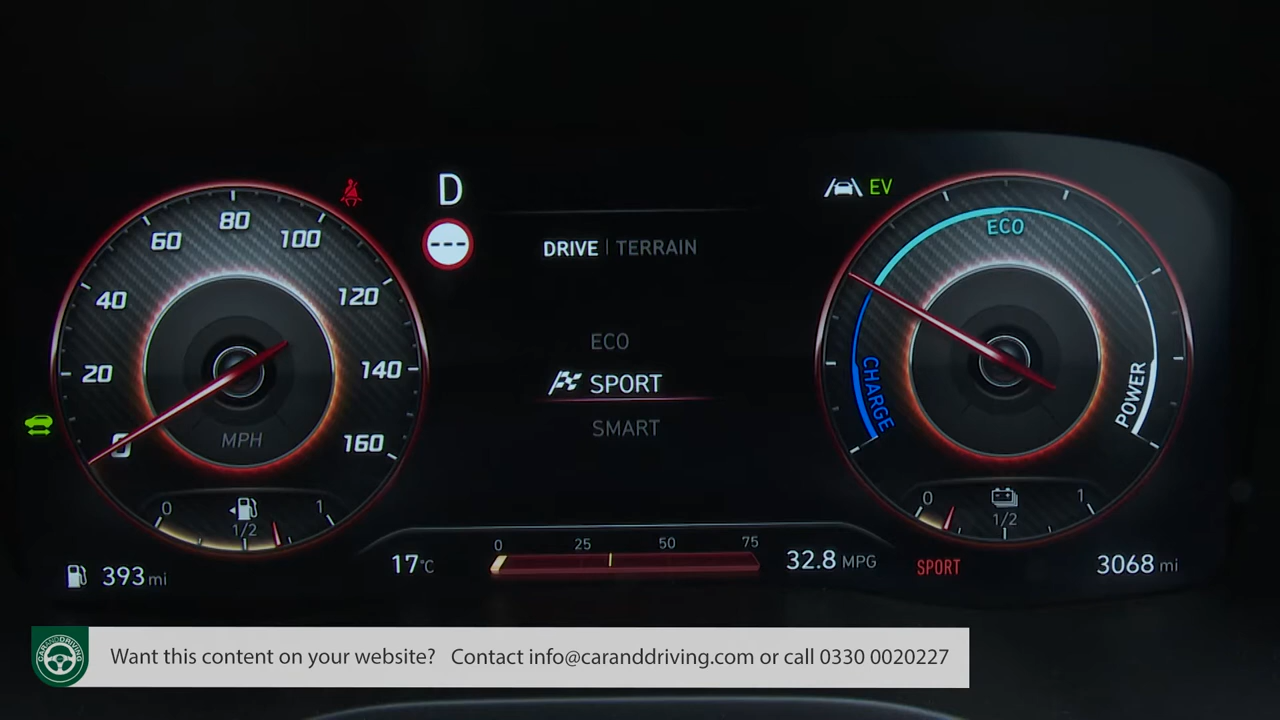 D
EV
DRIVE | TERRAIN
ECO
SPORT
SMART
0
20
40
60
80
100
120
140
160
MPH
0
1/2
1
393 mi
17°C
0 25 50 75
32.8 MPG
ECO
CHARGE
POWER
0
1/2
1
SPORT
3068 mi
CARANDDRIVING
Want this content on your website? Contact info@caranddriving.com or call 0330 0020227